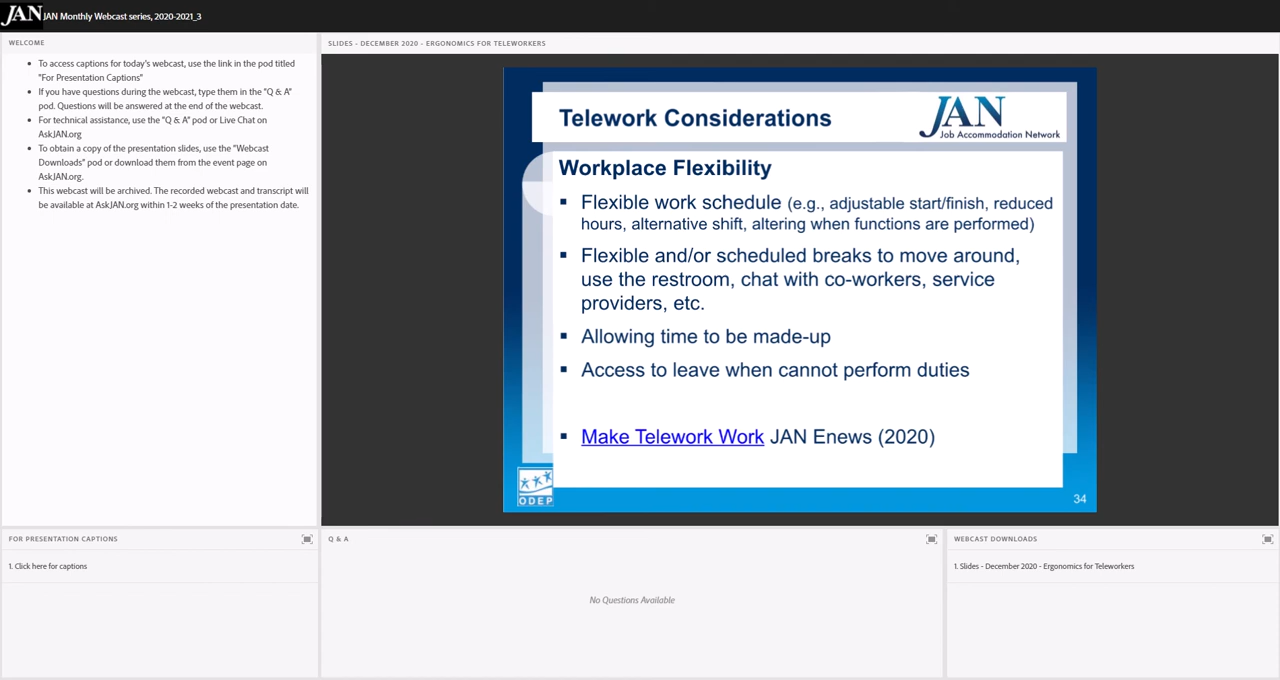 JAN JAN Monthly Webcast series, 2020-2021_3
WELCOME
To access captions for today's webcast, use the link in the pod titled
"For Presentation Captions"
If you have questions during the webcast, type them in the "Q & A"
pod. Questions will be answered at the end of the webcast.
For technical assistance, use the "Q & A" pod or Live Chat on
AskJAN.org
To obtain a copy of the presentation slides, use the "Webcast
Downloads" pod or download them from the event page on
AskJAN.org.
This webcast will be archived. The recorded webcast and transcript will
be available at AskJAN.org within 1-2 weeks of the presentation date.
SLIDES - DECEMBER 2020 - ERGONOMICS FOR TELEWORKERS
Telework Considerations
JAN
Job Accommodation Network
Workplace Flexibility
Flexible work schedule (e.g., adjustable start/finish, reduced
hours, alternative shift, altering when functions are performed)
Flexible and/or scheduled breaks to move around,
use the restroom, chat with co-workers, service
providers, etc.
Allowing time to be made-up
Access to leave when cannot perform duties
Make Telework Work JAN Enews (2020)
ODEP
34
FOR PRESENTATION CAPTIONS
1. Click here for captions
Q & A
No Questions Available
WEBCAST DOWNLOADS
1. Slides - December 2020 - Ergonomics for Teleworkers